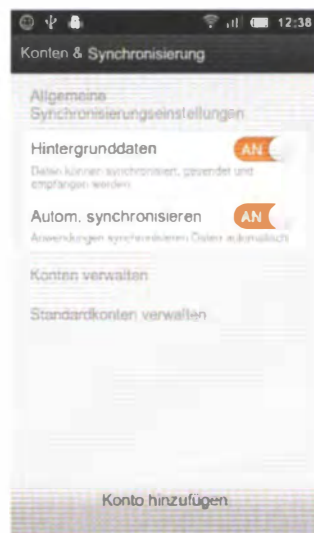 12:38
Konten & Synchronisierung
Allgemeine
Synchronisierungseinstellungen
Hintergrunddaten
AN
Daten können synchronisiert, gesendet und
empfangen werden
Autom. synchronisieren
AN
Anwendungen synchronisieren Daten automatisch
Konten verwalten
Standardkonten verwalten
Konto hinzufügen